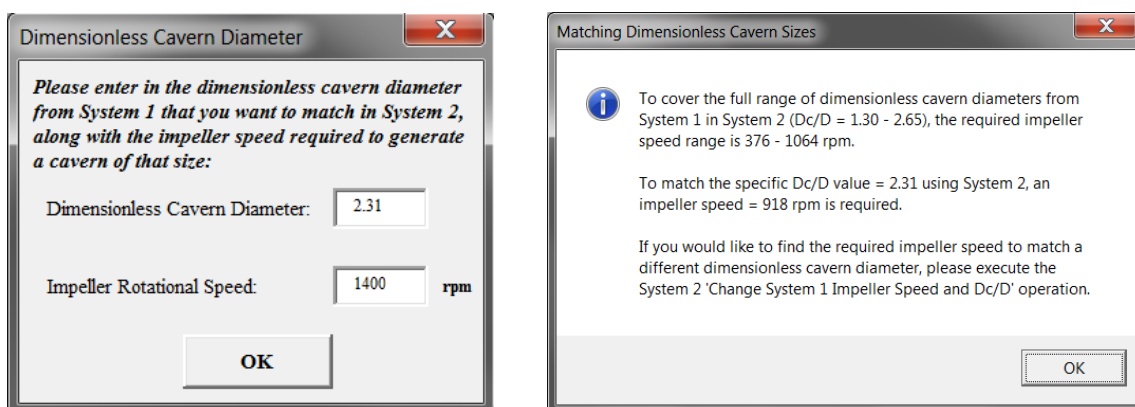 Dimensionless Cavern Diameter
X
Please enter in the dimensionless cavern diameter
from System 1 that you want to match in System 2,
along with the impeller speed required to generate
a cavern of that size:
Dimensionless Cavern Diameter: 2.31
Impeller Rotational Speed: 1400 rpm
OK
Matching Dimensionless Cavern Sizes
X
i
To cover the full range of dimensionless cavern diameters from
System 1 in System 2 (Dc/D = 1.30 - 2.65), the required impeller
speed range is 376 - 1064 rpm.
To match the specific Dc/D value = 2.31 using System 2, an
impeller speed = 918 rpm is required.
If you would like to find the required impeller speed to match a
different dimensionless cavern diameter, please execute the
System 2 'Change System 1 Impeller Speed and Dc/D' operation.
OK